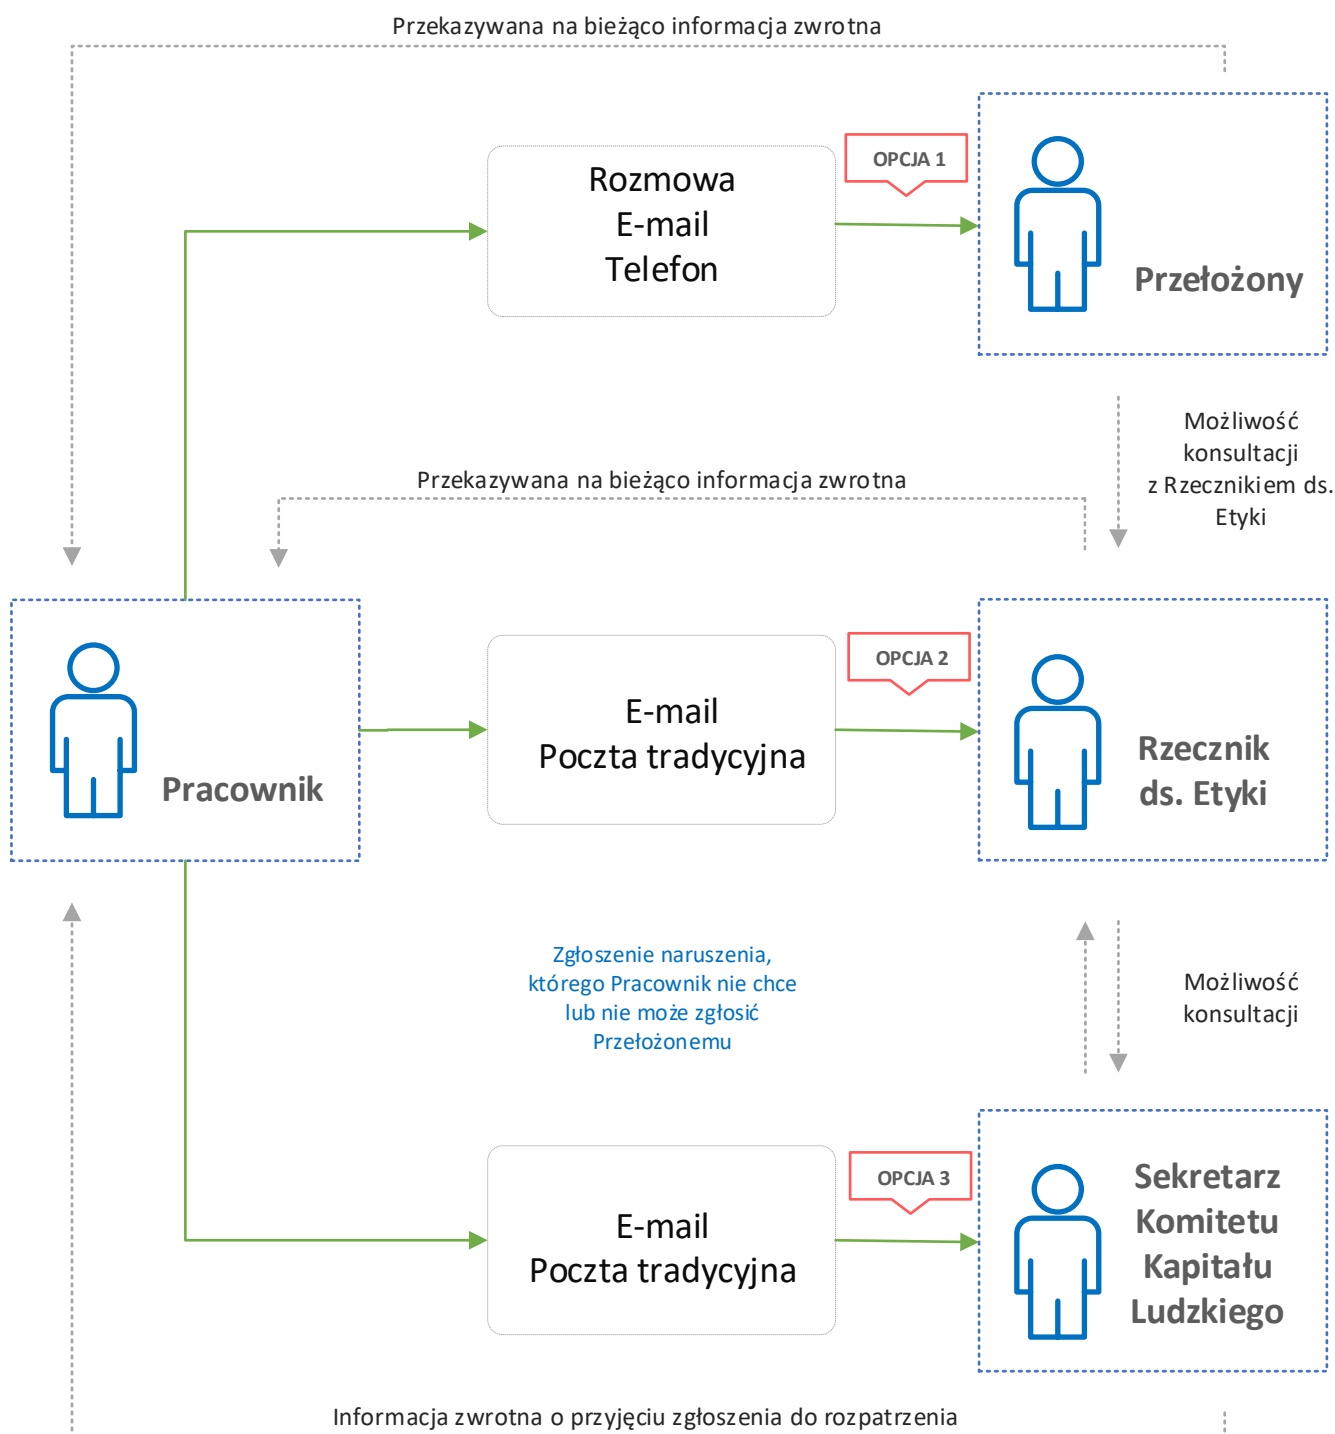 Przekazywana na bieżąco informacja zwrotna
OPCJA 1
Rozmowa
E-mail
Telefon
Przełożony
Możliwość
konsultacji
z Rzecznikiem ds.
Etyki
Przekazywana na bieżąco informacja zwrotna
OPCJA 2
E-mail
Poczta tradycyjna
Pracownik
Rzecznik
ds. Etyki
Zgłoszenie naruszenia,
którego Pracownik nie chce
lub nie może zgłosić
Przełożonemu
Możliwość
konsultacji
OPCJA 3
E-mail
Poczta tradycyjna
Sekretarz
Komitetu
Kapitału
Ludzkiego
Informacja zwrotna o przyjęciu zgłoszenia do rozpatrzenia